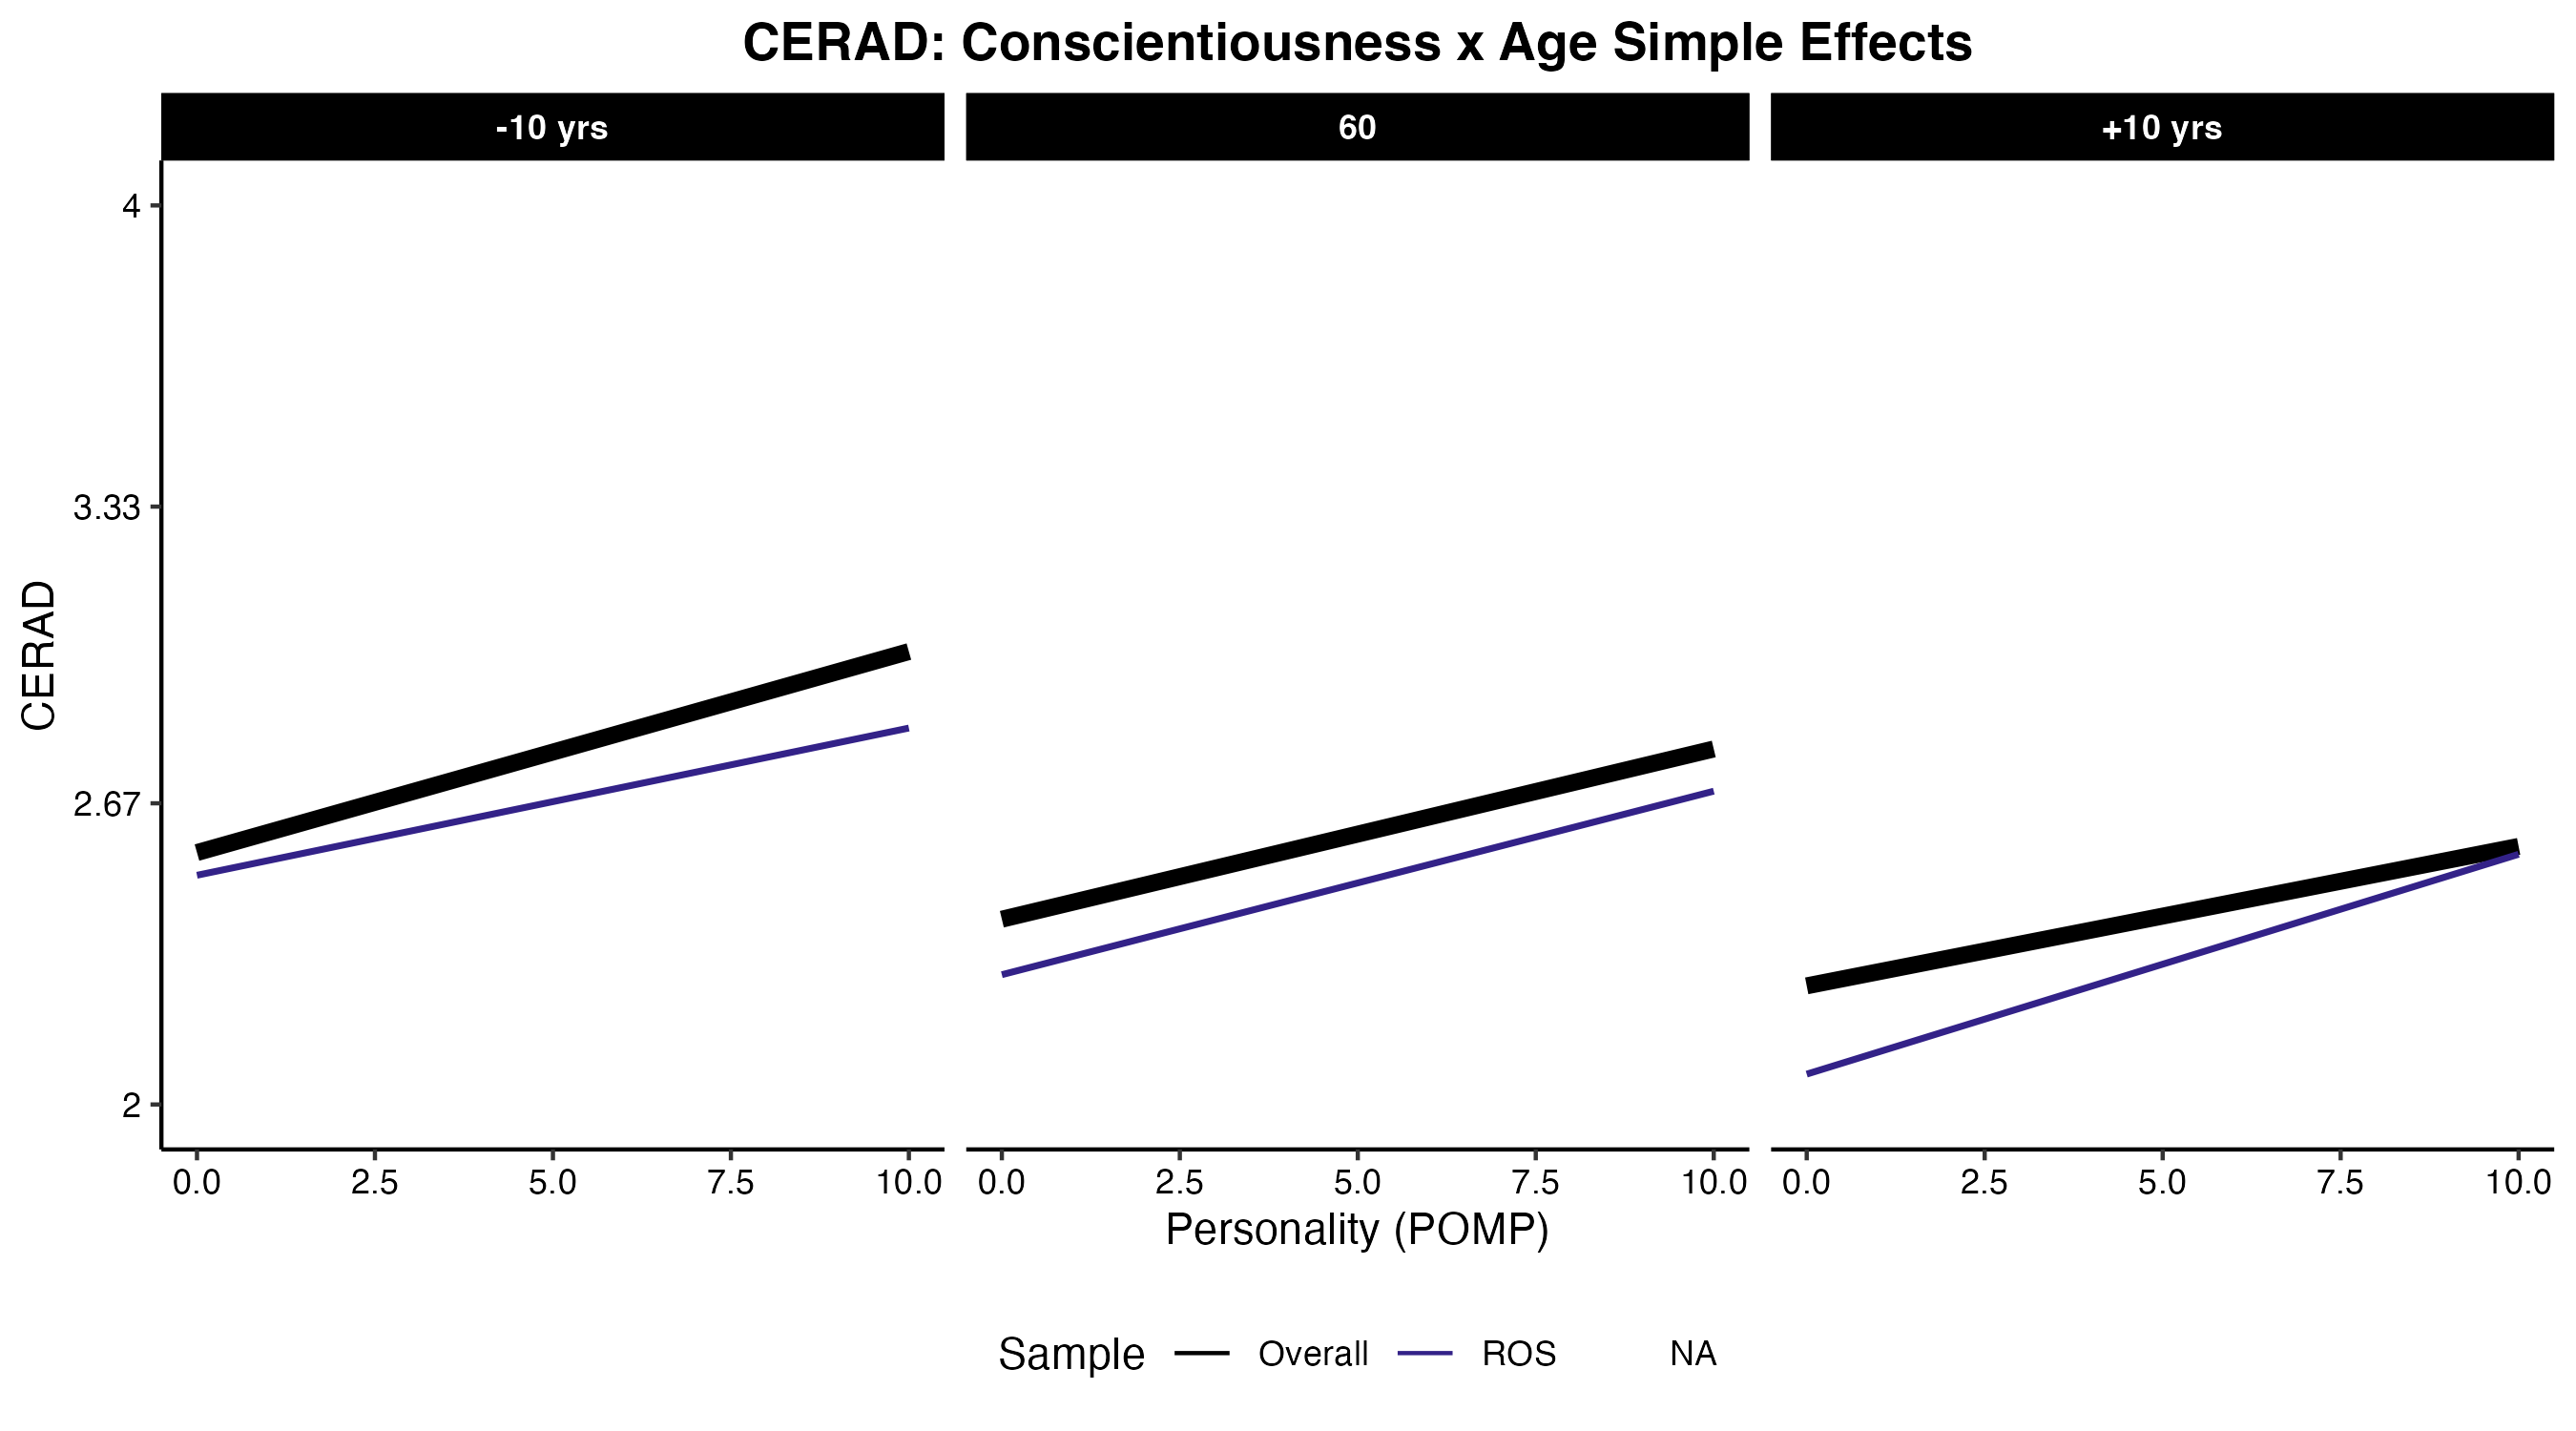 CERAD: Conscientiousness x Age Simple Effects
-10 yrs 60 +10 yrs
4
3.33
2.67
2
CERAD
0.0 2.5 5.0 7.5 10.0 0.0 2.5 5.0 7.5 10.0 0.0 2.5 5.0 7.5 10.0
Personality (POMP)
Sample Overall ROS NA